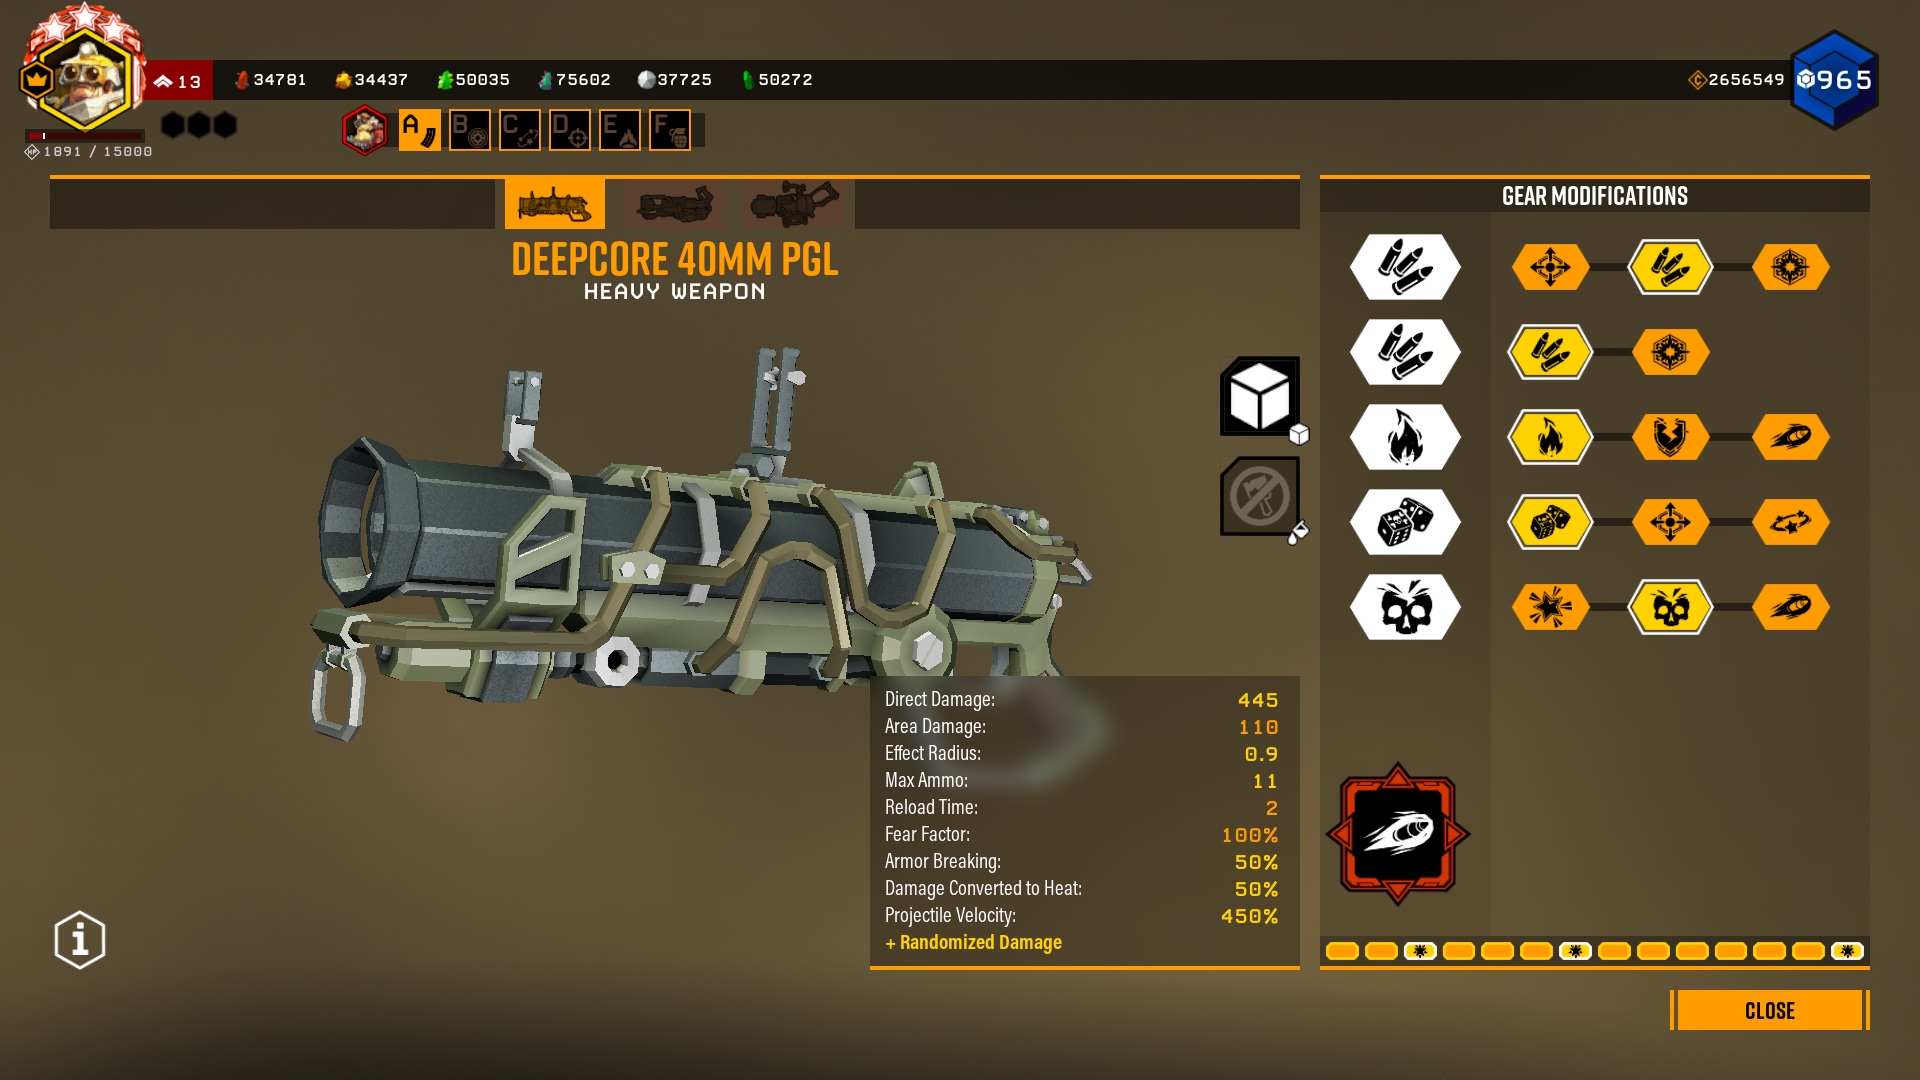 13 34781 34437 50035 75602 37725 50272 2656549 965
1891 / 15000
A B C D E F
GEAR MODIFICATIONS
DEEPCORE 40MM PGL
HEAVY WEAPON
Direct Damage: 445
Area Damage: 110
Effect Radius: 0.9
Max Ammo: 11
Reload Time: 2
Fear Factor: 100%
Armor Breaking: 50%
Damage Converted to Heat: 50%
Projectile Velocity: 450%
+ Randomized Damage
CLOSE